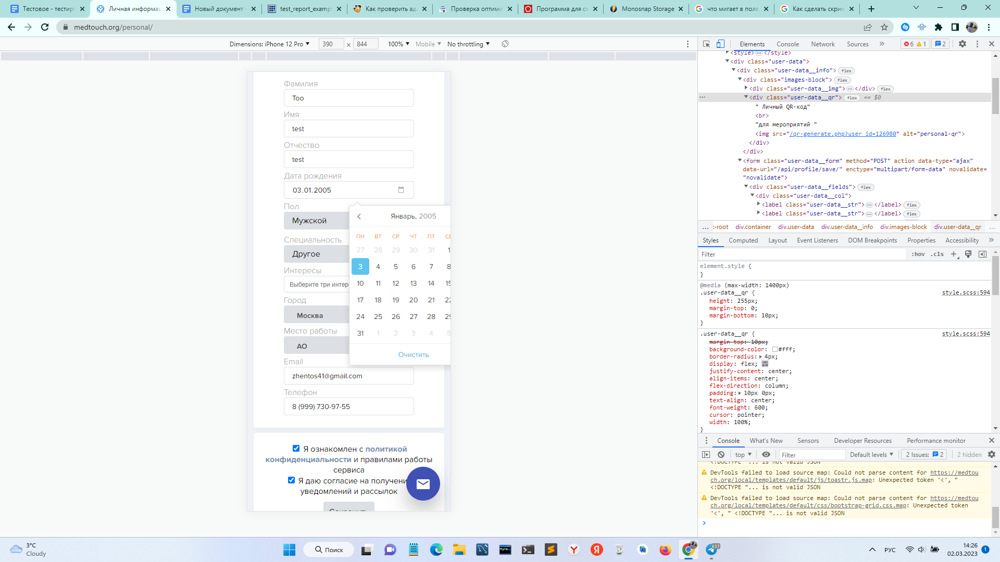 Тестовое - тестиро
Личная информац
Новый документ -
test_report_examp
Как проверить ада
Проверка оптими
Программа для ск
Monosnap Storage
что мигает в поле
Как сделать скрин
medtouch.org/personal/
Dimensions: iPhone 12 Pro ▼ 390 × 844 100% ▼ Mobile ▼ No throttling ▼
Фамилия
Too
Имя
test
Отчество
test
Дата рождения
03.01.2005
Пол
Мужской
Специальность
Другое
Интересы
Выберите три интер
Город
Москва
Место работы
АО
Email
zhentos41@gmail.com
Телефон
8 (999) 730-97-55
Январь, 2005
ПН ВТ СР ЧТ ПТ СБ
27 28 29 30 31 1
3 4 5 6 7 8
10 11 12 13 14 15
17 18 19 20 21 22
24 25 26 27 28 29
31 1 2 3 4 5
Очистить
Я ознакомлен с политикой
конфиденциальности и правилами работы
сервиса
Я даю согласие на получени
уведомлений и рассылок
Сохранить
Elements Console Network Sources » 6 1 2
<style>…</style>
<div class="user-data">
<div class="user-data__info"> flex
<div class="images-block"> flex
<div class="user-data__img">…</div> flex
… <div class="user-data__qr"> flex == $0
" Личный QR-код"
<br>
"для мероприятий "
<img src="/qr-generate.php?user_id=126980" alt="personal-qr">
</div>
</div>
<form class="user-data__form" method="POST" action data-type="ajax"
data-url="/api/profile/save/" enctype="multipart/form-data" novalidate=
"novalidate">
<div class="user-data__fields"> flex
<div class="user-data__col">
<label class="user-data__str">…</label> flex
<label class="user-data__str">…</label> flex
… t-root div.container div.user-data div.user-data__info div.images-block div.user-data__qr …
Styles Computed Layout Event Listeners DOM Breakpoints Properties Accessibility »
Filter :hov .cls +
element.style {
}
@media (max-width: 1400px)
.user-data__qr { style.scss:594
height: 255px;
margin-top: 0;
margin-bottom: 10px;
}
.user-data__qr { style.scss:594
margin-top: 10px;
background-color: #fff;
border-radius: 4px;
display: flex;
justify-content: center;
align-items: center;
flex-direction: column;
padding: 10px 0px;
text-align: center;
font-weight: 600;
cursor: pointer;
width: 100%;
}
Console What's New Sensors Developer Resources Performance monitor
top ▼ Filter Default levels ▼ 2 Issues: 2 2 hidden
<!DOCTYPE "... is not valid JSON
DevTools failed to load source map: Could not parse content for https://medtou
ch.org/local/templates/default/js/toastr.js.map: Unexpected token '<', "
<!DOCTYPE "... is not valid JSON
DevTools failed to load source map: Could not parse content for https://medtou
ch.org/local/templates/default/css/bootstrap-grid.css.map: Unexpected token
'<', " <!DOCTYPE "... is not valid JSON
3°C
Cloudy
Поиск
MySQL
657
РУС
14:26
02.03.2023
1